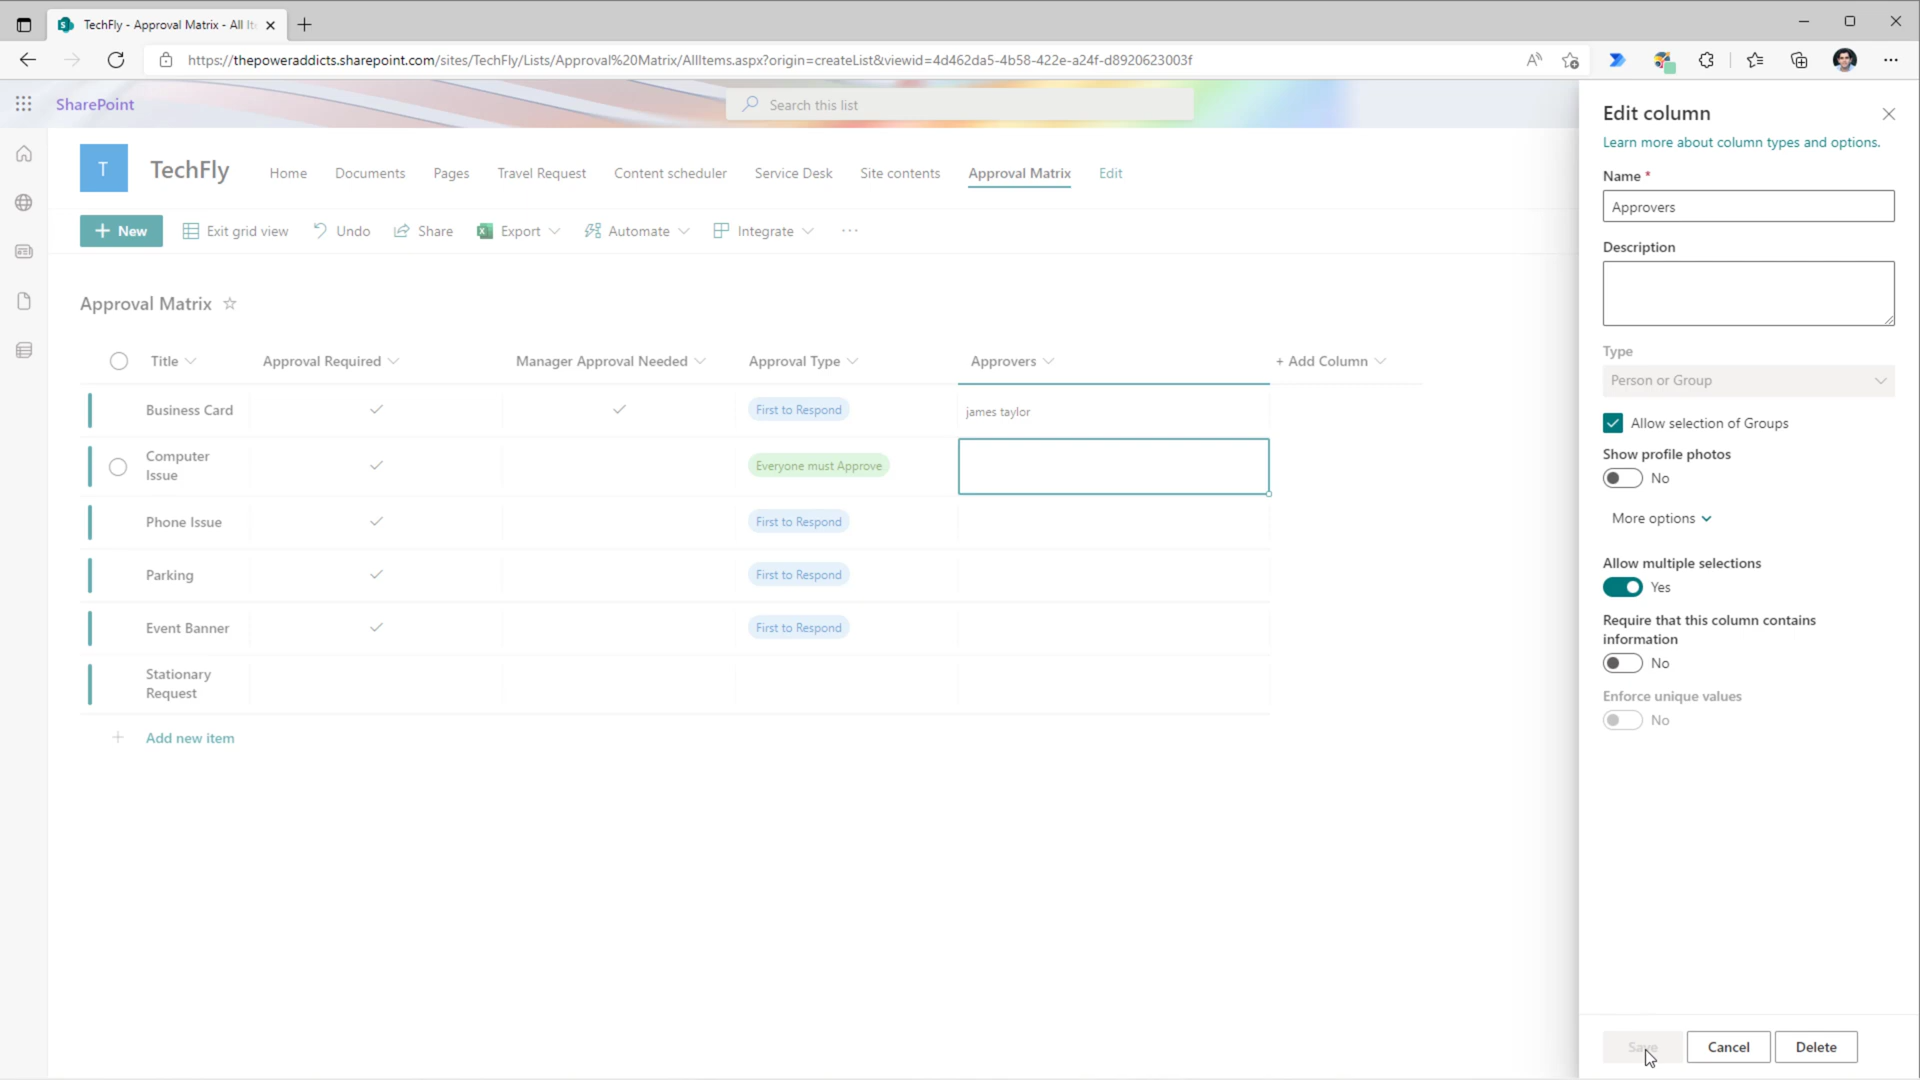 TechFly - Approval Matrix - All It
https://thepoweraddicts.sharepoint.com/sites/TechFly/Lists/Approval%20Matrix/AllItems.aspx?origin=createList&viewid=4d462da5-4b58-422e-a24f-d8920623003f
SharePoint
Search this list
T
TechFly
Home
Documents
Pages
Travel Request
Content scheduler
Service Desk
Site contents
Approval Matrix
Edit
+ New
Exit grid view
Undo
Share
Export
Automate
Integrate
...
Approval Matrix
Title
Approval Required
Manager Approval Needed
Approval Type
Approvers
+ Add Column
Business Card
First to Respond
james taylor
Computer
Issue
Everyone must Approve
Phone Issue
First to Respond
Parking
First to Respond
Event Banner
First to Respond
Stationary
Request
+ Add new item
Edit column
Learn more about column types and options.
Name *
Approvers
Description
Type
Person or Group
Allow selection of Groups
Show profile photos
No
More options
Allow multiple selections
Yes
Require that this column contains
information
No
Enforce unique values
No
Save
Cancel
Delete